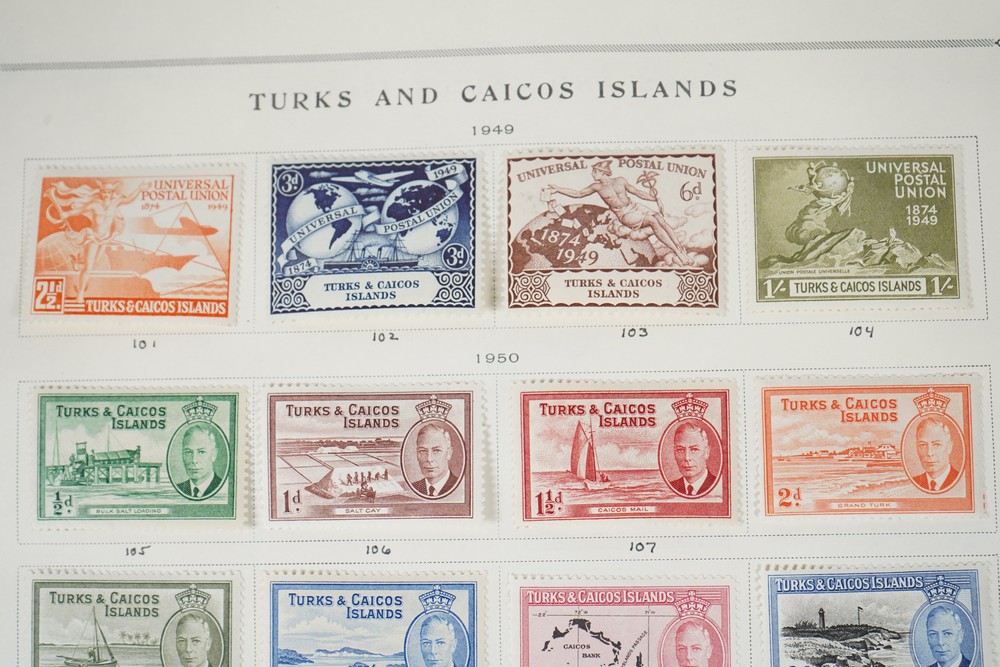 TURKS AND CAICOS ISLANDS
1949
UNIVERSAL
POSTAL UNION
1874 1949
2½d.
TURKS & CAICOS ISLANDS
3d
1949
UNIVERSAL
POSTAL UNION
1874
3d
TURKS & CAICOS
ISLANDS
UNIVERSAL POSTAL UNION
6d
1874
1949
TURKS & CAICOS
ISLANDS
UNIVERSAL
POSTAL
UNION
1874
1949
UNION POSTALE UNIVERSELLE
1/- TURKS & CAICOS ISLANDS 1/-
101 102 103 104
1950
TURKS & CAICOS
ISLANDS
½d.
BULK SALT LOADING
TURKS & CAICOS
ISLANDS
1d.
SALT CAY
TURKS & CAICOS
ISLANDS
1½d.
CAICOS MAIL
TURKS & CAICOS
ISLANDS
2d
GRAND TURK
105 106 107
TURKS & CAICOS
ISLANDS
TURKS & CAICOS
ISLANDS
TURKS & CAICOS ISLANDS
CAICOS
BANK
TURKS & CAICOS ISLANDS